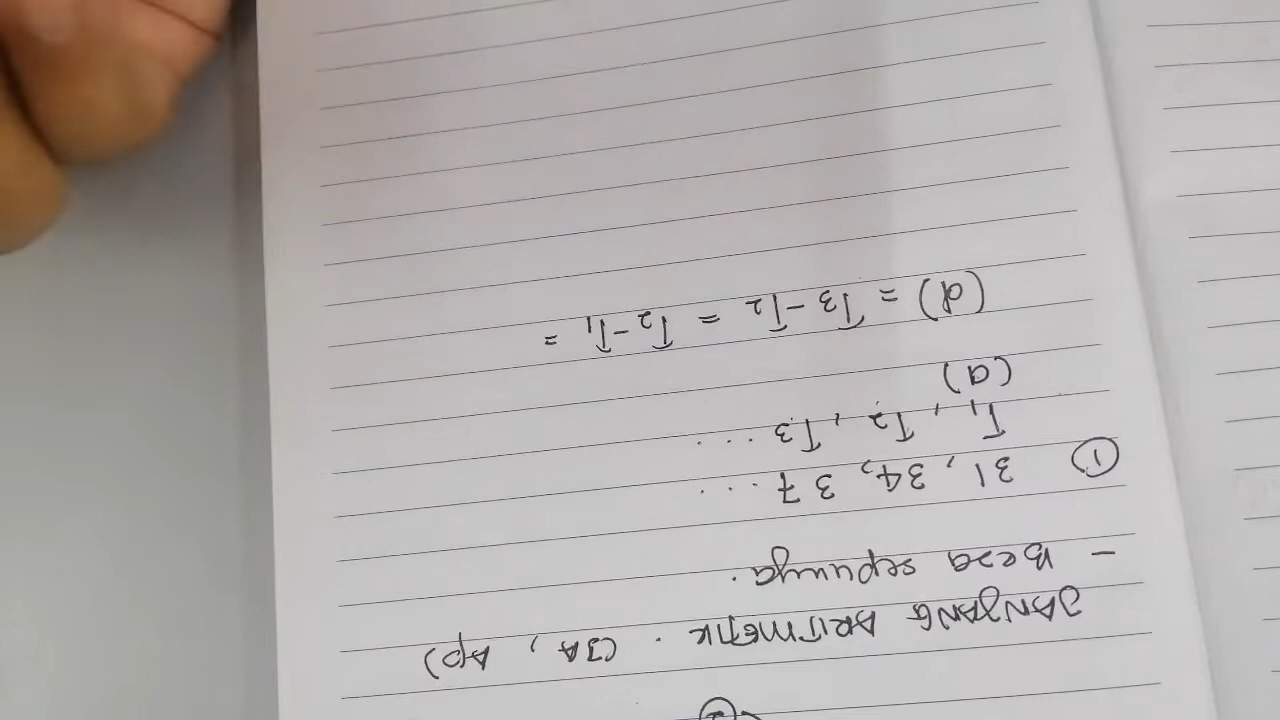 JANJANG ARITMETIK. (JA, AP)
- Beza sepunya.
① 31, 34, 37 ...
T₁, T₂, T₃ ...
(a)
(d) = T₃ - T₂ = T₂ - T₁ =